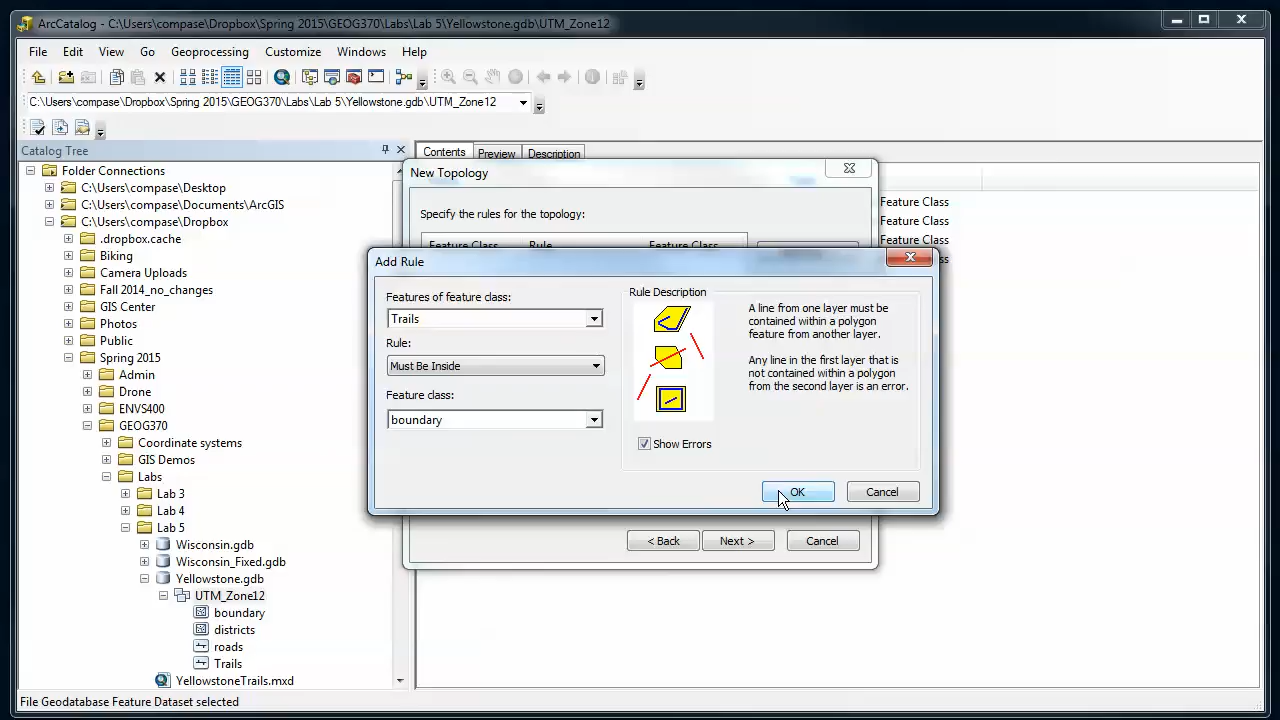 ArcCatalog - C:\Users\compase\Dropbox\Spring 2015\GEOG370\Labs\Lab 5\Yellowstone.gdb\UTM_Zone12
File Edit View Go Geoprocessing Customize Windows Help
C:\Users\compase\Dropbox\Spring 2015\GEOG370\Labs\Lab 5\Yellowstone.gdb\UTM_Zone12
Catalog Tree
Folder Connections
C:\Users\compase\Desktop
C:\Users\compase\Documents\ArcGIS
C:\Users\compase\Dropbox
.dropbox.cache
Biking
Camera Uploads
Fall 2014_no_changes
GIS Center
Photos
Public
Spring 2015
Admin
Drone
ENVS400
GEOG370
Coordinate systems
GIS Demos
Labs
Lab 3
Lab 4
Lab 5
Wisconsin.gdb
Wisconsin_Fixed.gdb
Yellowstone.gdb
UTM_Zone12
boundary
districts
roads
Trails
YellowstoneTrails.mxd
Contents Preview Description
Feature Class
Feature Class
Feature Class
New Topology
Specify the rules for the topology:
Feature Class Rule Feature Class
Add Rule
Features of feature class:
Trails
Rule:
Must Be Inside
Feature class:
boundary
Rule Description
A line from one layer must be
contained within a polygon
feature from another layer.
Any line in the first layer that is
not contained within a polygon
from the second layer is an error.
Show Errors
OK Cancel
< Back Next > Cancel
File Geodatabase Feature Dataset selected